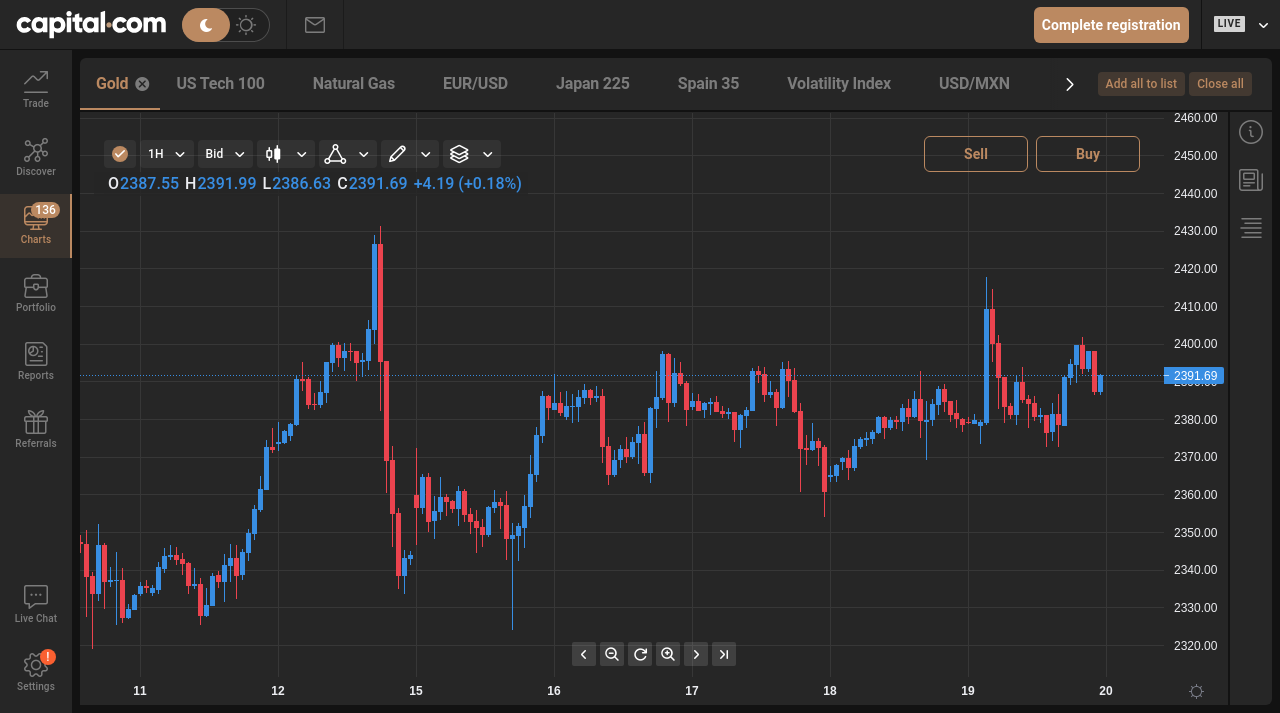 capital.com
Complete registration
LIVE
Trade
Discover
136
Charts
Portfolio
Reports
Referrals
Live Chat
!
Settings
Gold US Tech 100 Natural Gas EUR/USD Japan 225 Spain 35 Volatility Index USD/MXN Add all to list Close all
1H Bid
Sell Buy
O2387.55 H2391.99 L2386.63 C2391.69 +4.19 (+0.18%)
2460.00
2450.00
2440.00
2430.00
2420.00
2410.00
2400.00
2391.69
2380.00
2370.00
2360.00
2350.00
2340.00
2330.00
2320.00
11 12 15 16 17 18 19 20